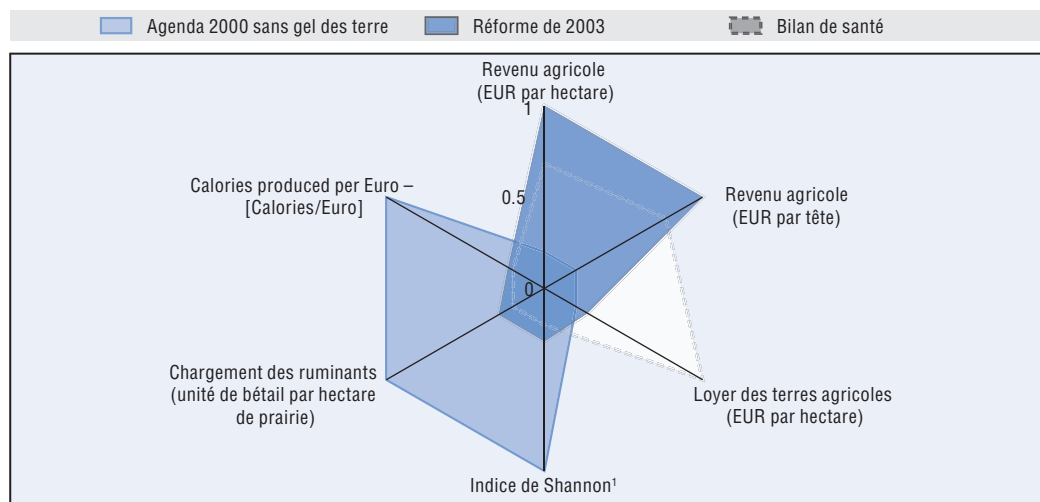 Agenda 2000 sans gel des terre
Réforme de 2003
Bilan de santé
Revenu agricole
(EUR par hectare)
1
Calories produced per Euro –
[Calories/Euro]
0.5
Revenu agricole
(EUR par tête)
0
Chargement des ruminants
(unité de bétail par hectare
de prairie)
Loyer des terres agricoles
(EUR par hectare)
Indice de Shannon¹